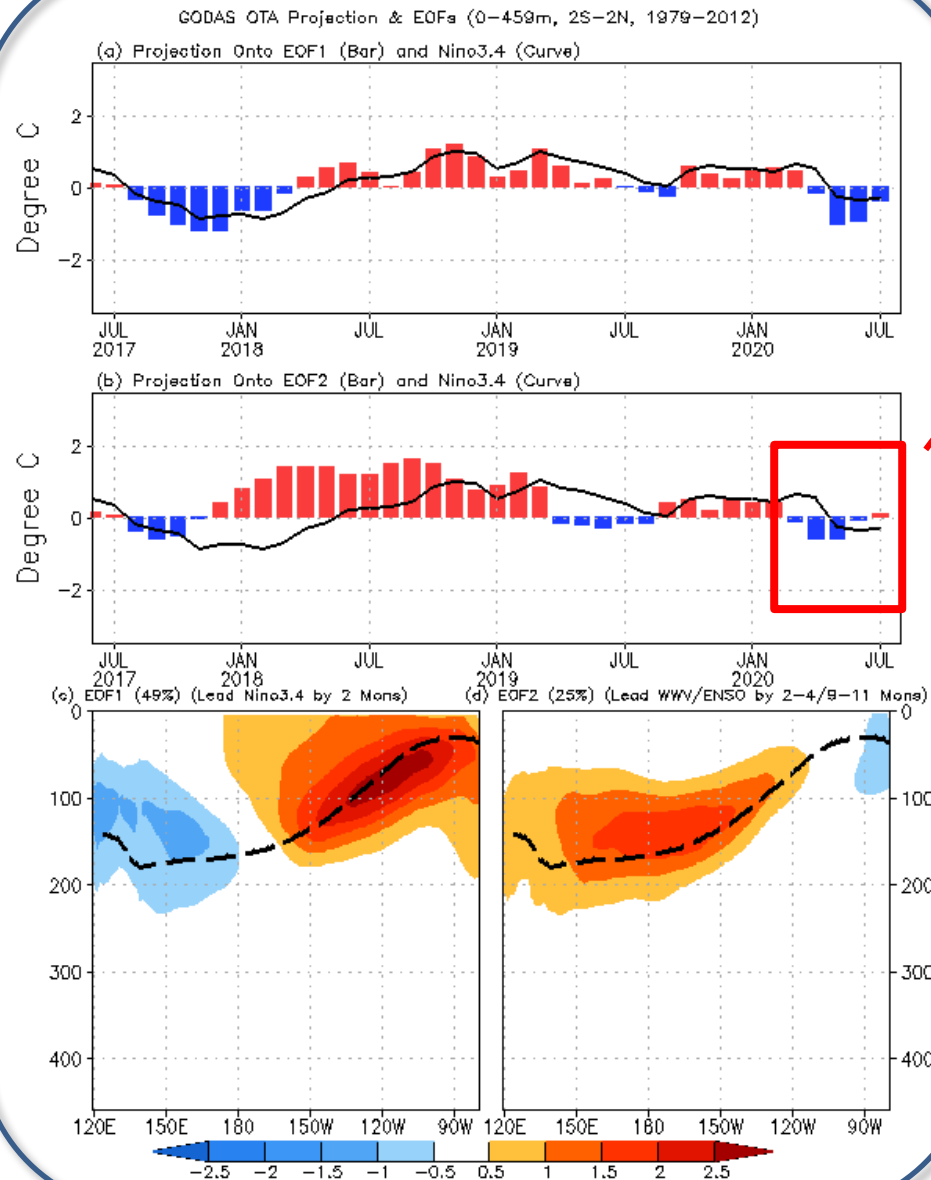 GODAS OTA Projection & EOFs (0-459m, 2S-2N, 1979-2012)
(a) Projection Onto EOF1 (Bar) and Nino3.4 (Curve)
Degree C
2
0
-2
JUL JAN JUL JAN JUL JAN JUL
2017 2018 2019 2020
(b) Projection Onto EOF2 (Bar) and Nino3.4 (Curve)
Degree C
2
0
-2
JUL JAN JUL JAN JUL JAN JUL
2017 2018 2019 2020
(c) EOF1 (49%) (Lead Nino3.4 by 2 Mons)
(d) EOF2 (25%) (Lead WWV/ENSO by 2-4/9-11 Mons)
0 0
100 100
200 200
300 300
400 400
120E 150E 180 150W 120W 90W 120E 150E 180 150W 120W 90W
-2.5 -2 -1.5 -1 -0.5 0.5 1 1.5 2 2.5